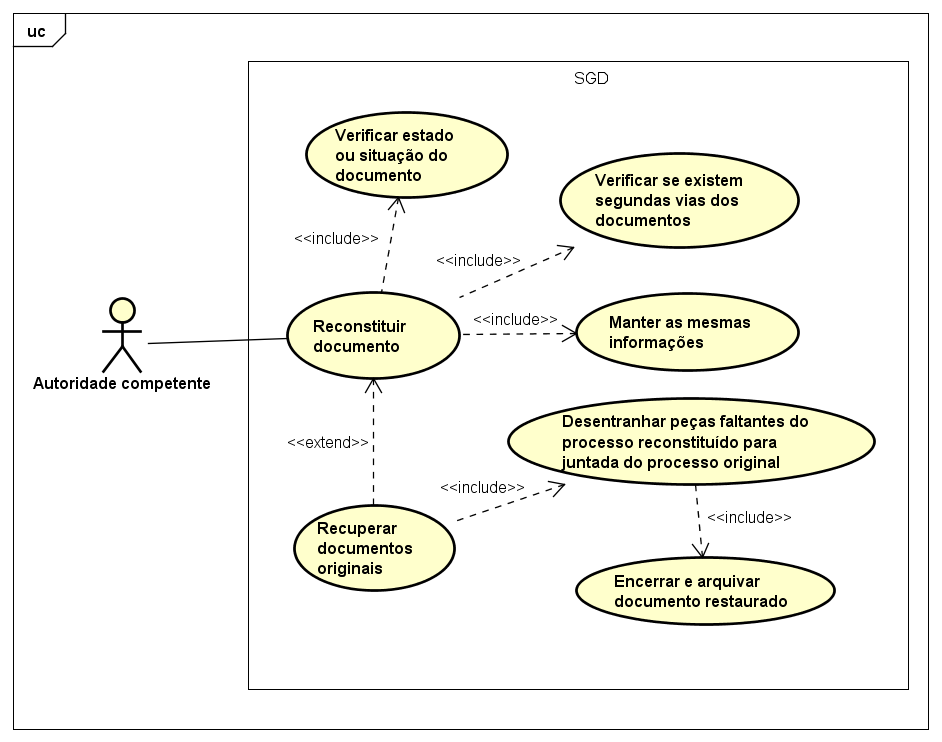 uc
SGD
Verificar estado
ou situação do
documento
Verificar se existem
segundas vias dos
documentos
<<include>>
<<include>>
Reconstituir
documento
<<include>>
Manter as mesmas
informações
Autoridade competente
<<extend>>
Desentranhar peças faltantes do
processo reconstituído para
juntada do processo original
<<include>>
<<include>>
Recuperar
documentos
originais
Encerrar e arquivar
documento restaurado